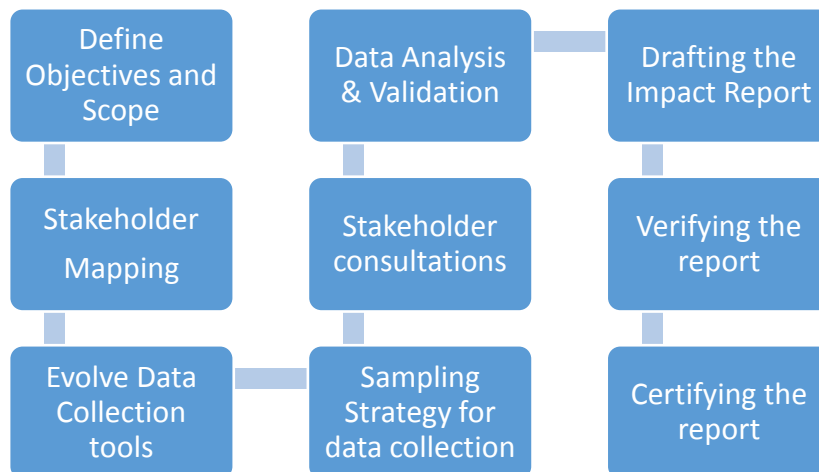 Define
Objectives and
Scope
Stakeholder
Mapping
Evolve Data
Collection
tools
Sampling
Strategy for
data collection
Stakeholder
consultations
Data Analysis
& Validation
Drafting the
Impact Report
Verifying the
report
Certifying the
report